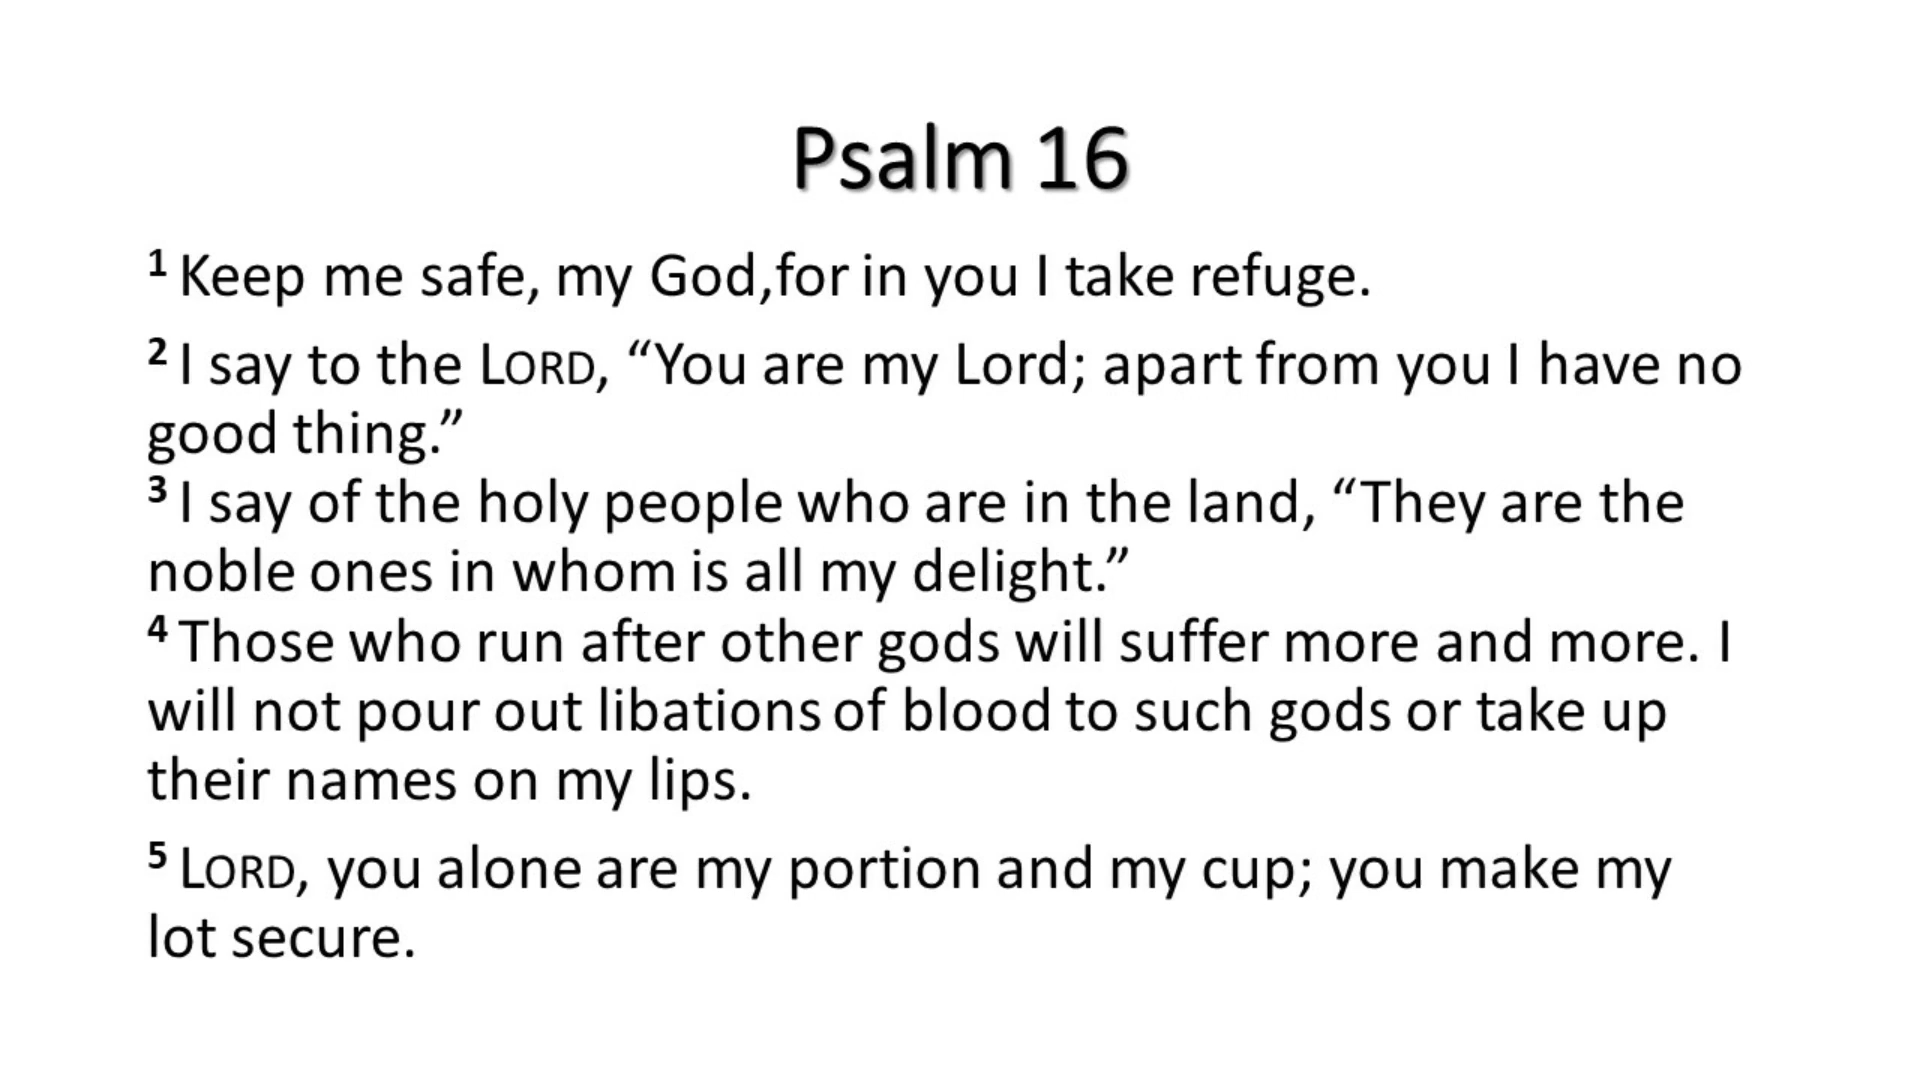 Psalm 16
1 Keep me safe, my God,for in you I take refuge.
2 I say to the LORD, “You are my Lord; apart from you I have no
good thing.”
3 I say of the holy people who are in the land, “They are the
noble ones in whom is all my delight.”
4 Those who run after other gods will suffer more and more. I
will not pour out libations of blood to such gods or take up
their names on my lips.
5 LORD, you alone are my portion and my cup; you make my
lot secure.